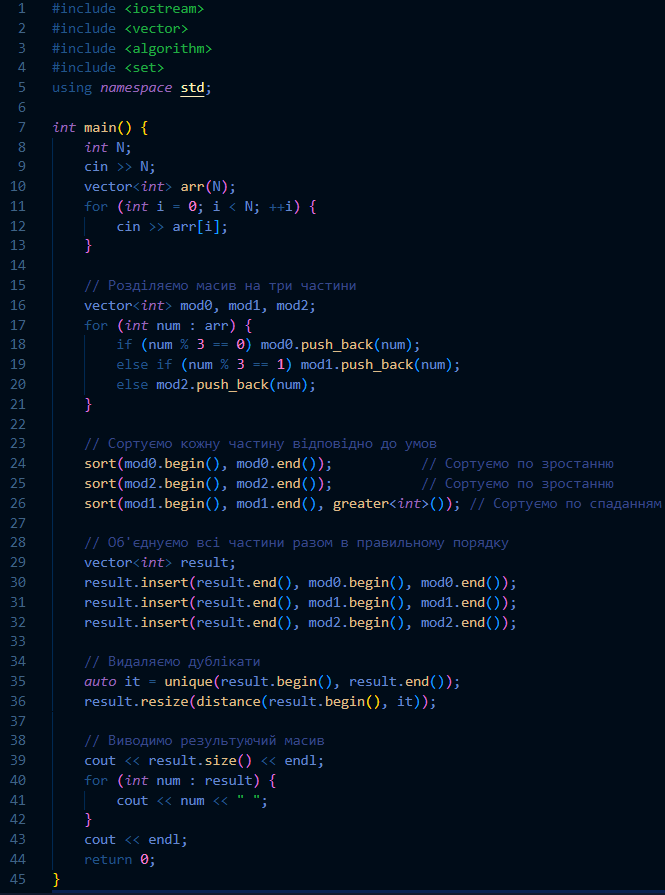 1 #include <iostream>
2 #include <vector>
3 #include <algorithm>
4 #include <set>
5 using namespace std;
6
7 int main() {
8     int N;
9     cin >> N;
10     vector<int> arr(N);
11     for (int i = 0; i < N; ++i) {
12         cin >> arr[i];
13     }
14
15     // Розділяємо масив на три частини
16     vector<int> mod0, mod1, mod2;
17     for (int num : arr) {
18         if (num % 3 == 0) mod0.push_back(num);
19         else if (num % 3 == 1) mod1.push_back(num);
20         else mod2.push_back(num);
21     }
22
23     // Сортуємо кожну частину відповідно до умов
24     sort(mod0.begin(), mod0.end());           // Сортуємо по зростанню
25     sort(mod2.begin(), mod2.end());           // Сортуємо по зростанню
26     sort(mod1.begin(), mod1.end(), greater<int>()); // Сортуємо по спаданням
27
28     // Об'єднуємо всі частини разом в правильному порядку
29     vector<int> result;
30     result.insert(result.end(), mod0.begin(), mod0.end());
31     result.insert(result.end(), mod1.begin(), mod1.end());
32     result.insert(result.end(), mod2.begin(), mod2.end());
33
34     // Видаляємо дублікати
35     auto it = unique(result.begin(), result.end());
36     result.resize(distance(result.begin(), it));
37
38     // Виводимо результуючий масив
39     cout << result.size() << endl;
40     for (int num : result) {
41         cout << num << " ";
42     }
43     cout << endl;
44     return 0;
45 }